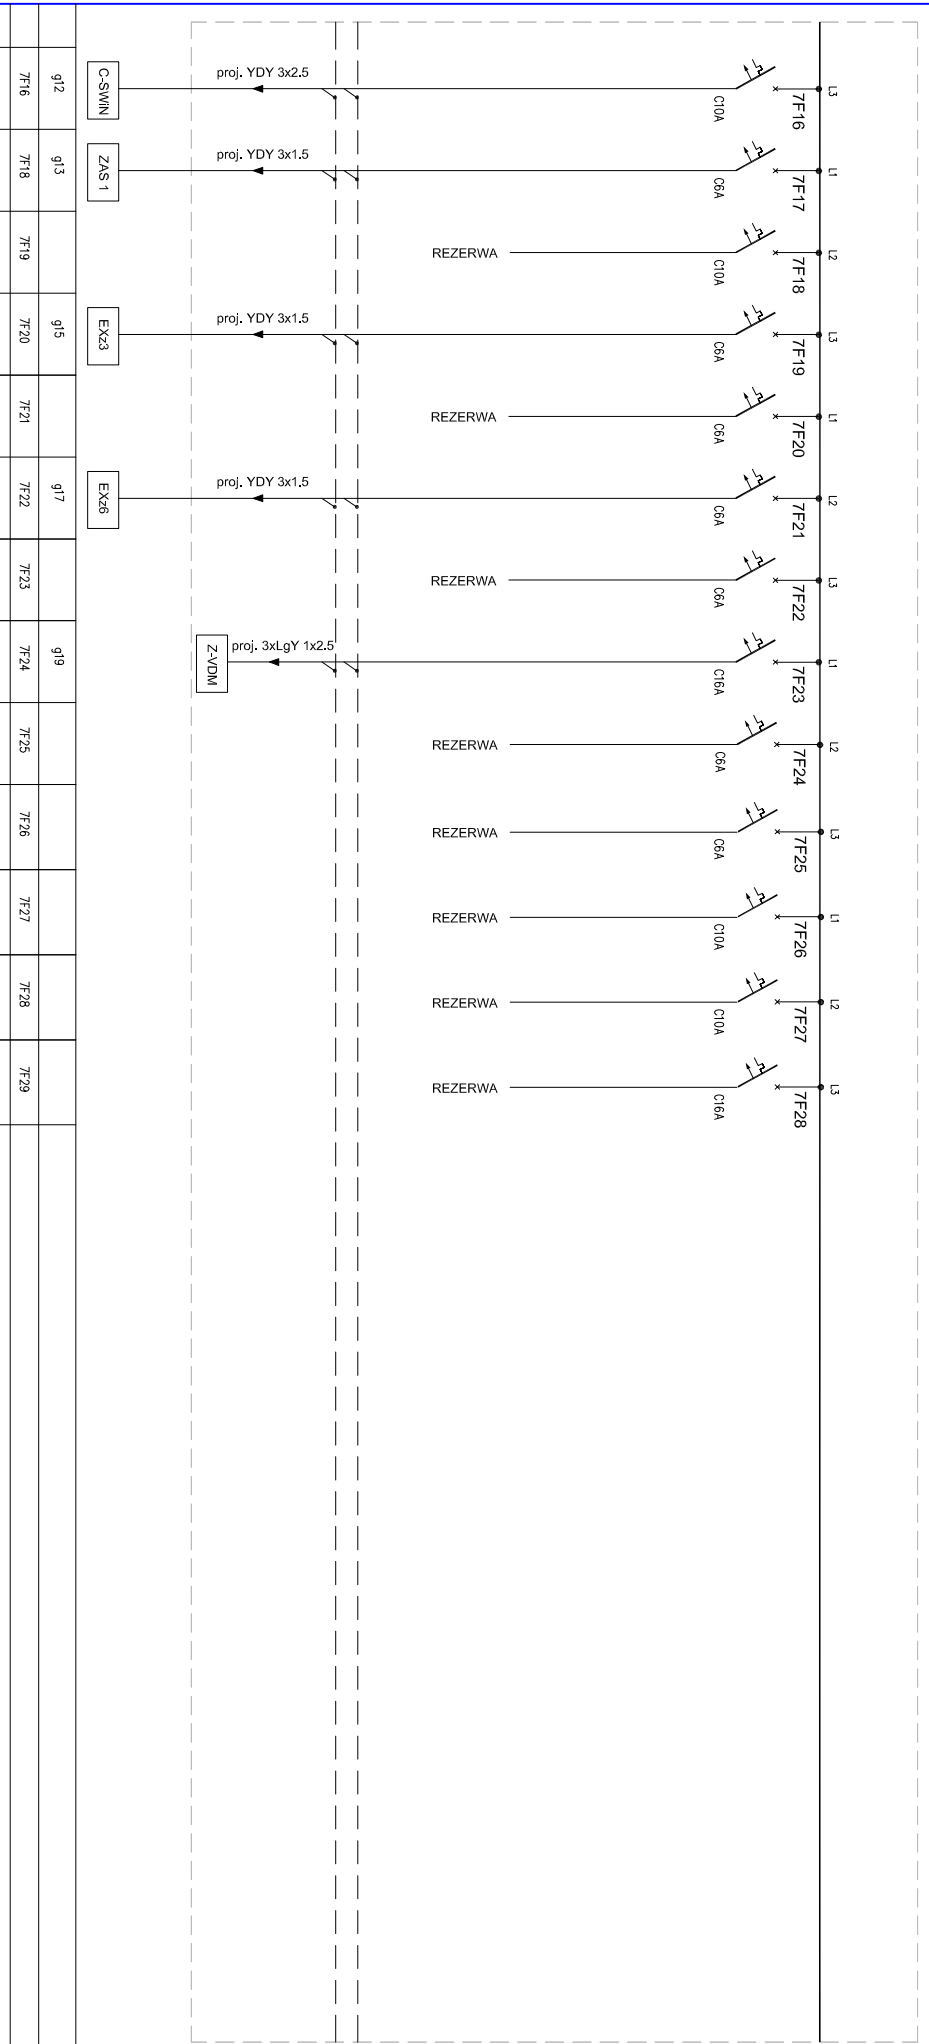 7F16
g12
C-SWiN
proj. YDY 3x2.5
C10A
7F16
L3
7F18
g13
ZAS 1
proj. YDY 3x1.5
C6A
7F17
L1
7F19
REZERWA
C10A
7F18
L2
7F20
g15
EXz3
proj. YDY 3x1.5
C6A
7F19
L3
7F21
REZERWA
C6A
7F20
L1
7F22
g17
EXz6
proj. YDY 3x1.5
C6A
7F21
L2
7F23
REZERWA
C6A
7F22
L3
7F24
g19
Z-VDM
proj. 3xLgY 1x2.5
C16A
7F23
L1
7F25
REZERWA
C6A
7F24
L2
7F26
REZERWA
C6A
7F25
L3
7F27
REZERWA
C10A
7F26
L1
7F28
REZERWA
C10A
7F27
L2
7F29
REZERWA
C16A
7F28
L3